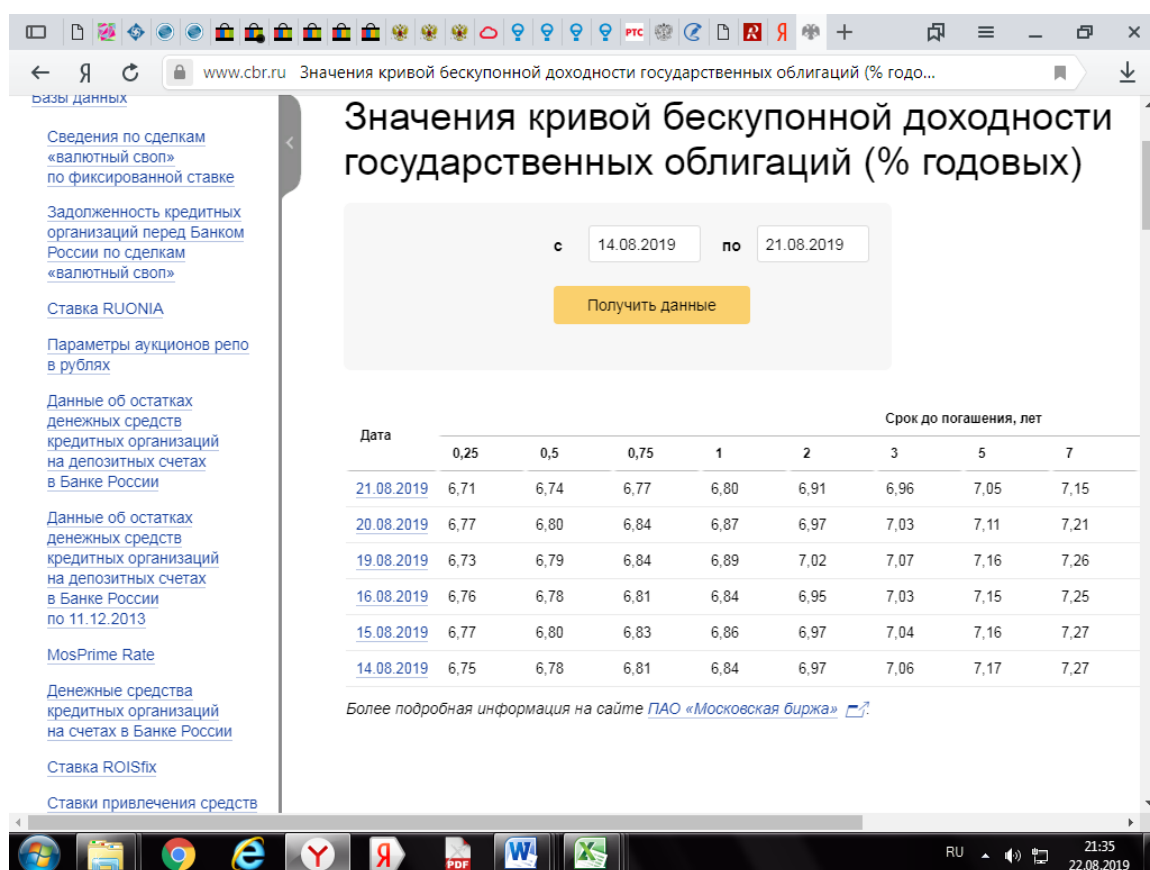 РТС
R
Я
Я
www.cbr.ru Значения кривой бескупонной доходности государственных облигаций (% годо...
Базы данных
Сведения по сделкам
«валютный своп»
по фиксированной ставке
Задолженность кредитных
организаций перед Банком
России по сделкам
«валютный своп»
Ставка RUONIA
Параметры аукционов репо
в рублях
Данные об остатках
денежных средств
кредитных организаций
на депозитных счетах
в Банке России
Данные об остатках
денежных средств
кредитных организаций
на депозитных счетах
в Банке России
по 11.12.2013
MosPrime Rate
Денежные средства
кредитных организаций
на счетах в Банке России
Ставка ROISfix
Ставки привлечения средств
Значения кривой бескупонной доходности
государственных облигаций (% годовых)
с 14.08.2019 по 21.08.2019
Получить данные
Срок до погашения, лет
Дата
0,25 0,5 0,75 1 2 3 5 7
21.08.2019 6,71 6,74 6,77 6,80 6,91 6,96 7,05 7,15
20.08.2019 6,77 6,80 6,84 6,87 6,97 7,03 7,11 7,21
19.08.2019 6,73 6,79 6,84 6,89 7,02 7,07 7,16 7,26
16.08.2019 6,76 6,78 6,81 6,84 6,95 7,03 7,15 7,25
15.08.2019 6,77 6,80 6,83 6,86 6,97 7,04 7,16 7,27
14.08.2019 6,75 6,78 6,81 6,84 6,97 7,06 7,17 7,27
Более подробная информация на сайте ПАО «Московская биржа».
Y Я PDF W X
RU 21:35
22.08.2019